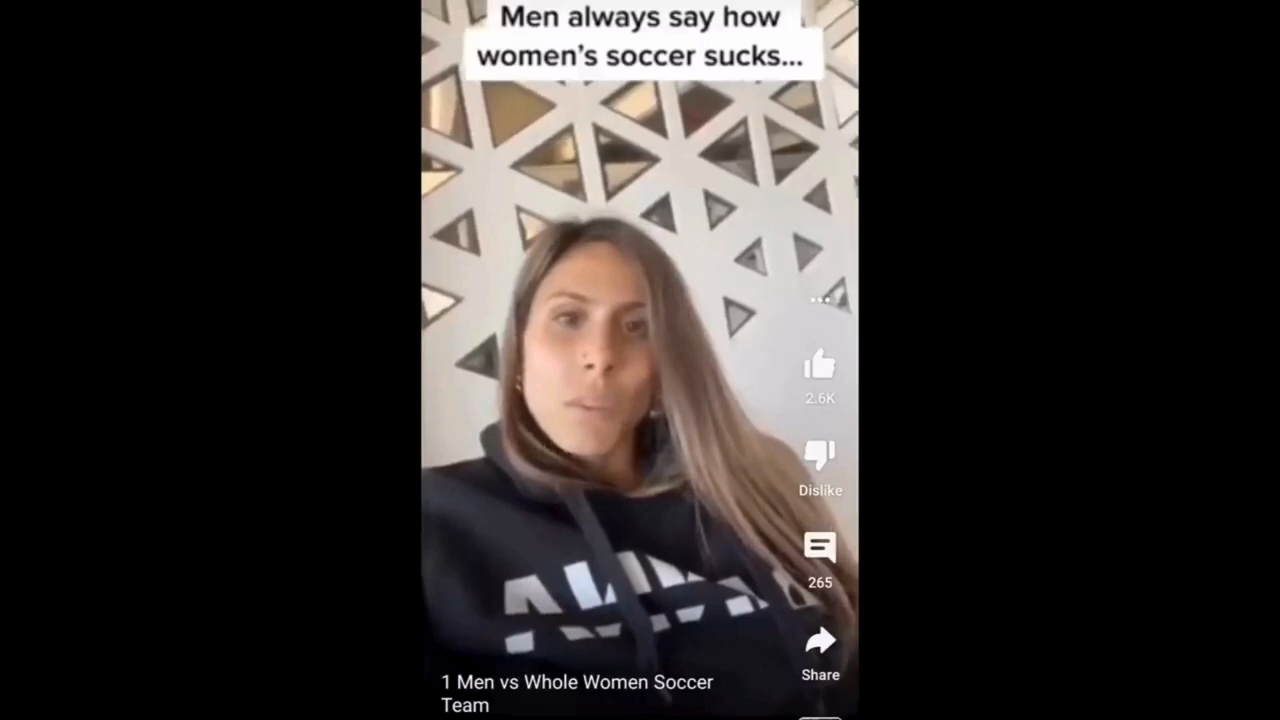 Men always say how
women's soccer sucks...
2.6K
Dislike
265
Share
1 Men vs Whole Women Soccer
Team